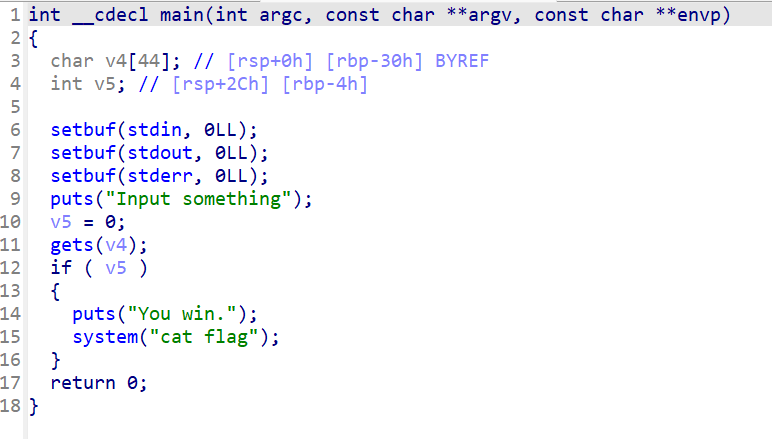 1 int __cdecl main(int argc, const char **argv, const char **envp)
2 {
3   char v4[44]; // [rsp+0h] [rbp-30h] BYREF
4   int v5; // [rsp+2Ch] [rbp-4h]
5
6   setbuf(stdin, 0LL);
7   setbuf(stdout, 0LL);
8   setbuf(stderr, 0LL);
9   puts("Input something");
10   v5 = 0;
11   gets(v4);
12   if ( v5 )
13   {
14     puts("You win.");
15     system("cat flag");
16   }
17   return 0;
18 }